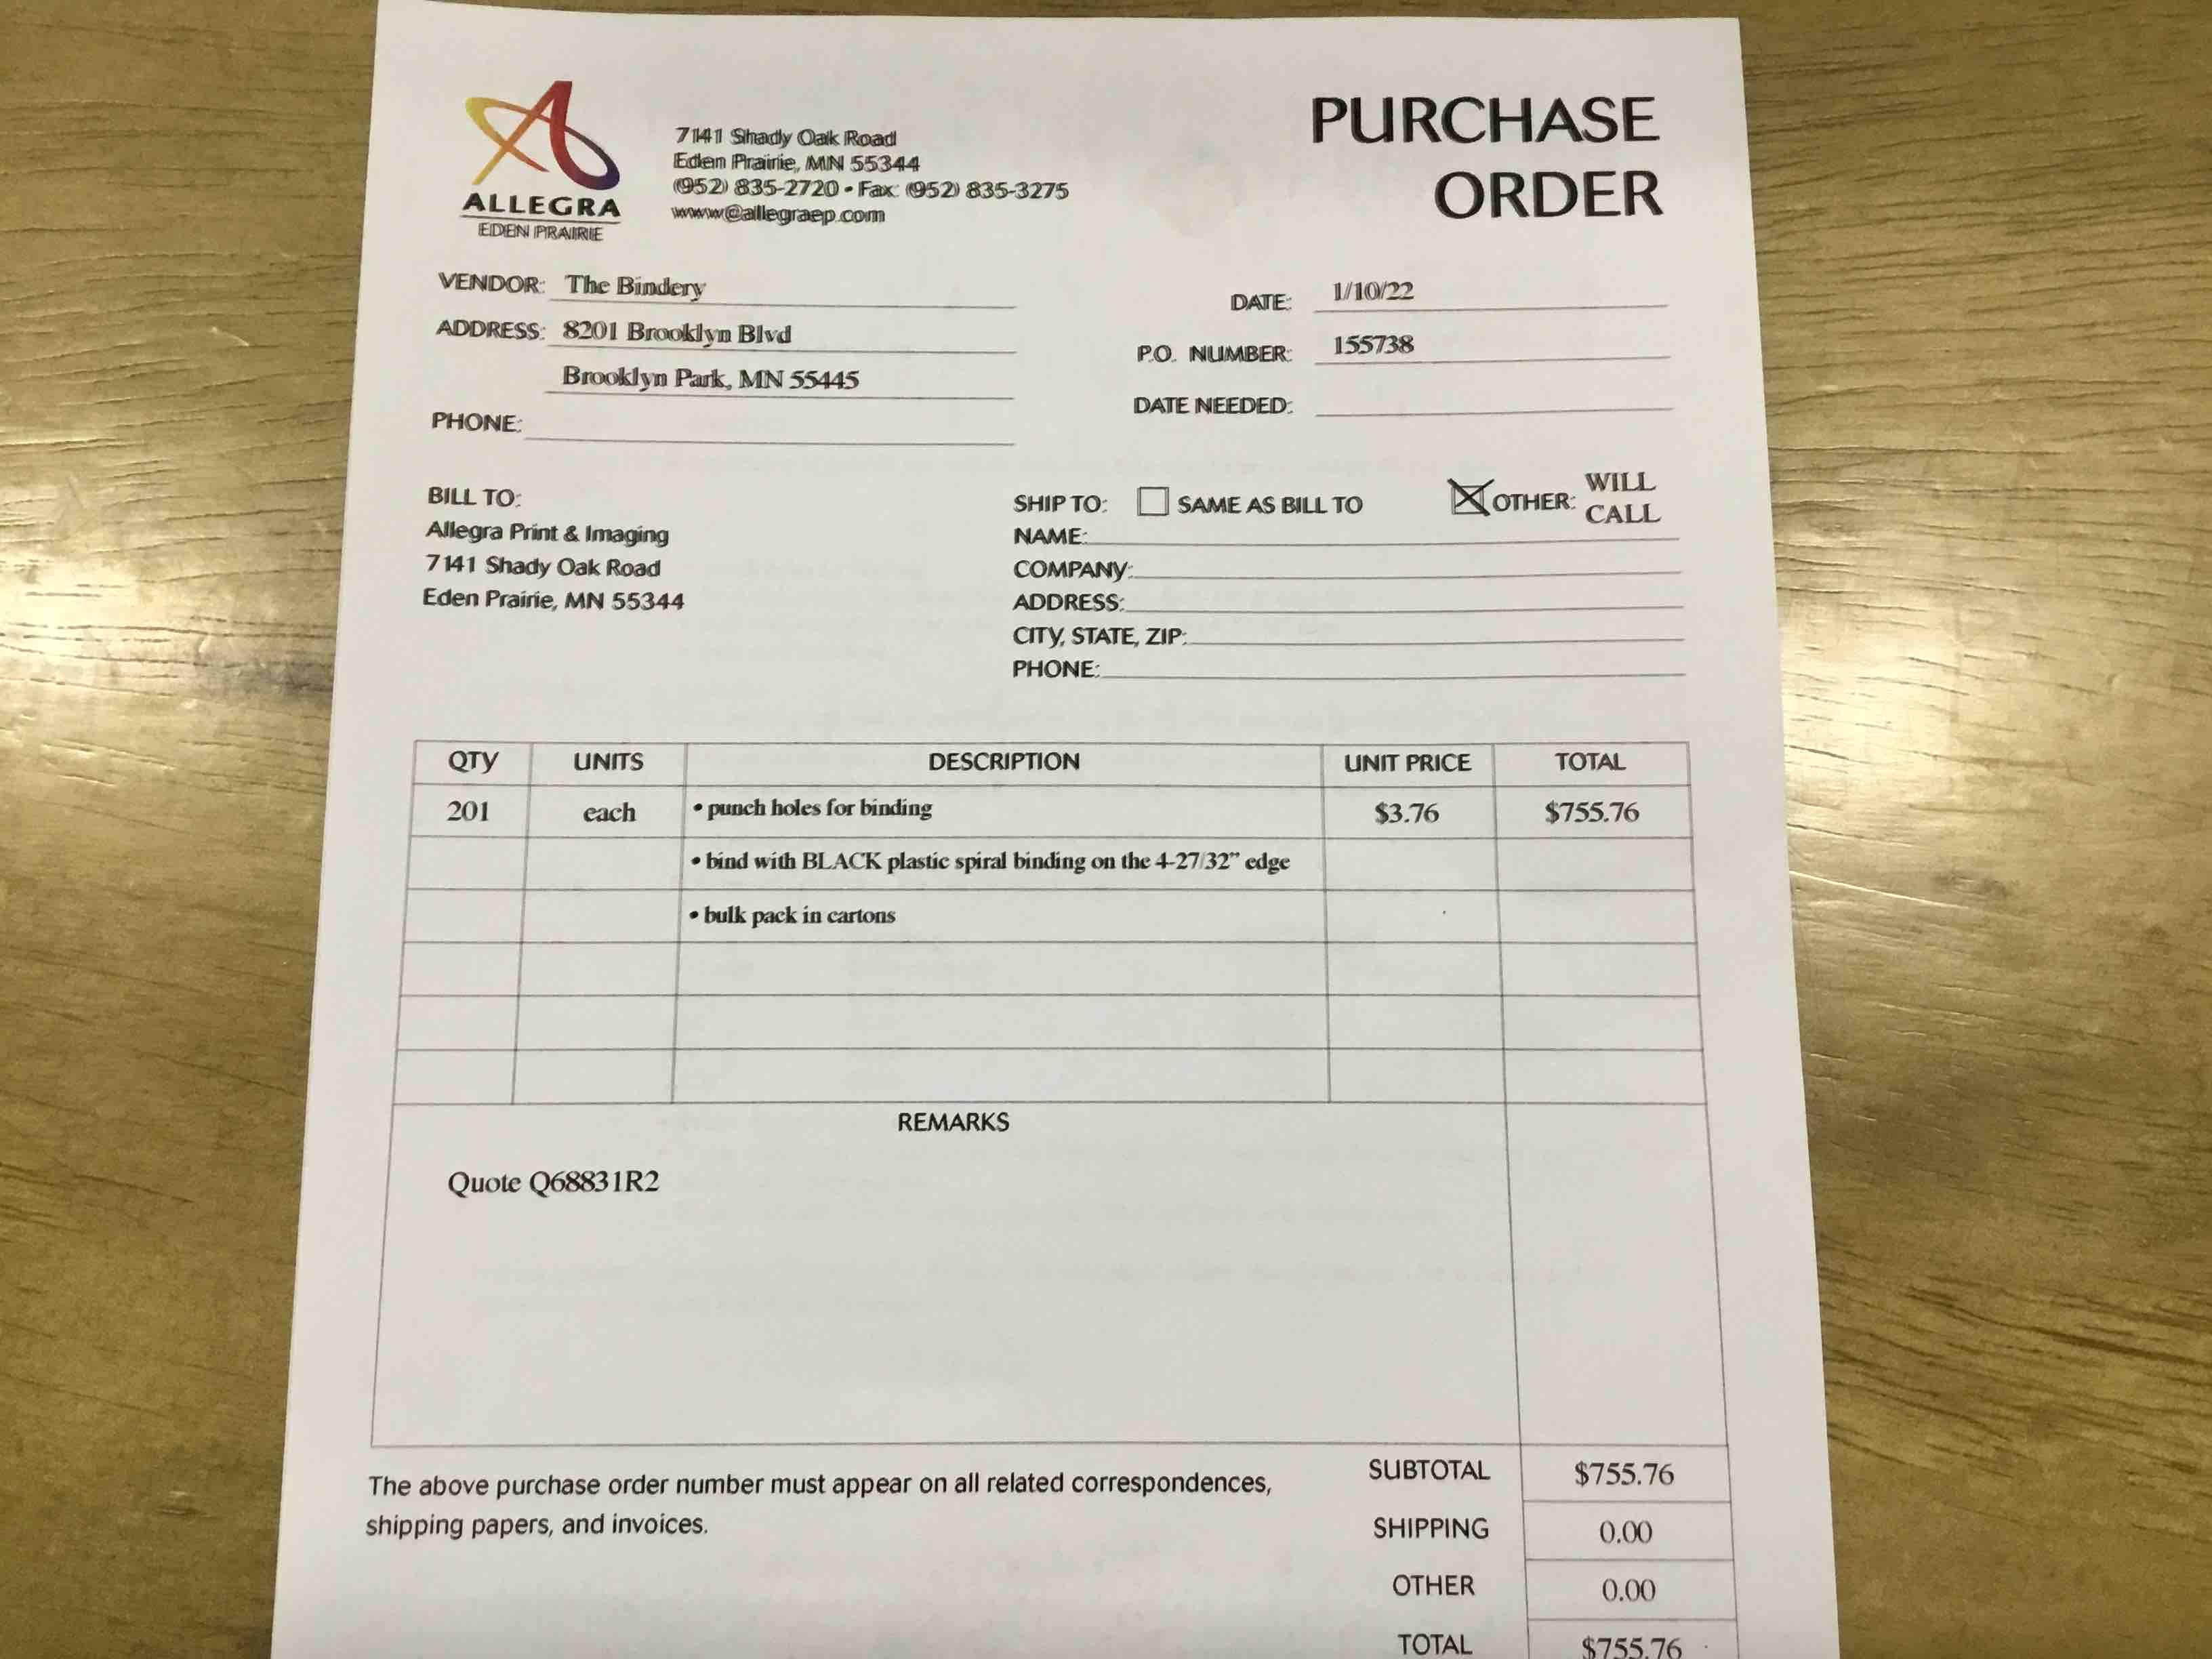 ALLEGRA
EDEN PRAIRIE
7141 Shady Oak Road
Eden Prairie, MN 55344
(952) 835-2720 • Fax: (952) 835-3275
www@allegraep.com
PURCHASE
ORDER
VENDOR: The Bindery
ADDRESS: 8201 Brooklyn Blvd
Brooklyn Park, MN 55445
PHONE:
DATE: 1/10/22
P.O. NUMBER: 155738
DATE NEEDED:
BILL TO:
Allegra Print & Imaging
7141 Shady Oak Road
Eden Prairie, MN 55344
SHIP TO: SAME AS BILL TO OTHER: WILL CALL
NAME:
COMPANY:
ADDRESS:
CITY, STATE, ZIP:
PHONE:
QTY UNITS DESCRIPTION UNIT PRICE TOTAL
201 each • punch holes for binding $3.76 $755.76
• bind with BLACK plastic spiral binding on the 4-27/32” edge
• bulk pack in cartons
REMARKS
Quote Q68831R2
The above purchase order number must appear on all related correspondences,
shipping papers, and invoices.
SUBTOTAL $755.76
SHIPPING 0.00
OTHER 0.00
TOTAL $755.76